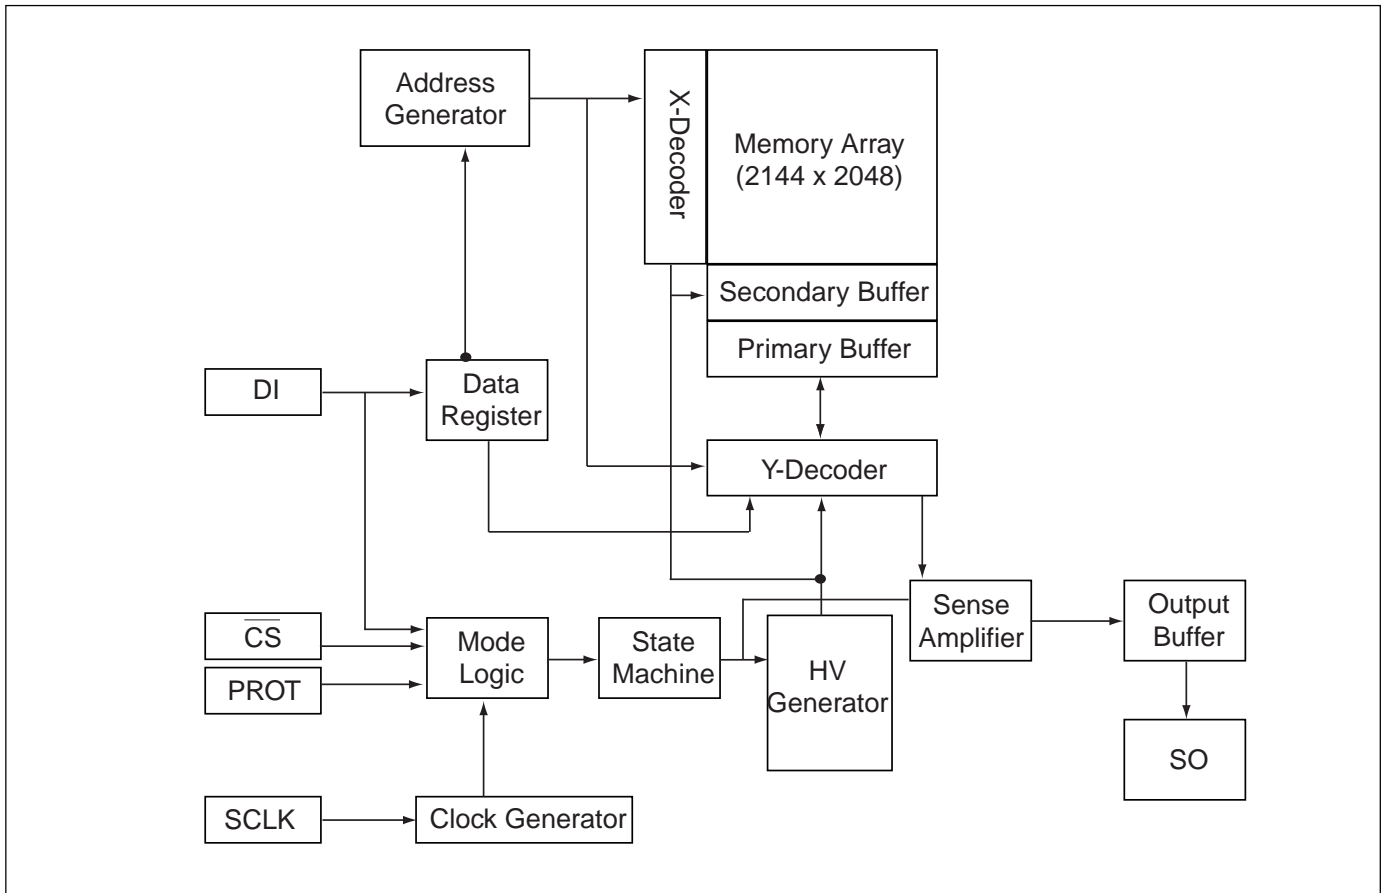 Address
Generator
X-Decoder
Memory Array
(2144 x 2048)
Secondary Buffer
Primary Buffer
DI
Data
Register
Y-Decoder
CS
PROT
Mode
Logic
State
Machine
HV
Generator
Sense
Amplifier
Output
Buffer
SO
SCLK
Clock Generator